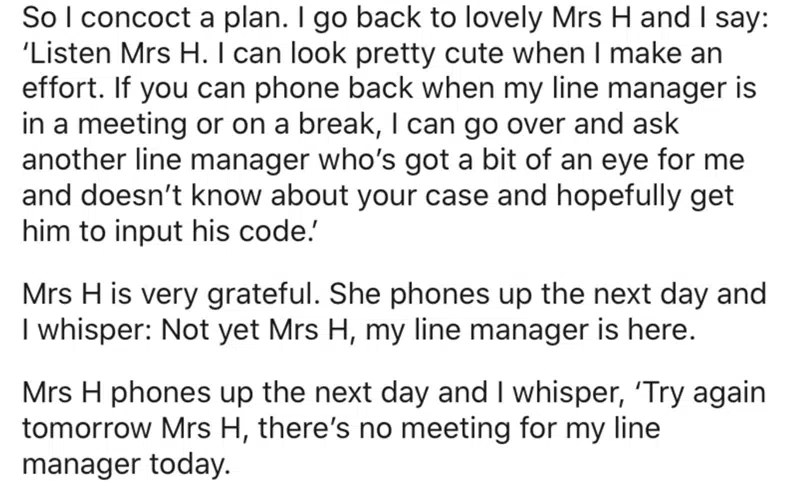 So I concoct a plan. I go back to lovely Mrs H and I say:
‘Listen Mrs H. I can look pretty cute when I make an
effort. If you can phone back when my line manager is
in a meeting or on a break, I can go over and ask
another line manager who’s got a bit of an eye for me
and doesn’t know about your case and hopefully get
him to input his code.’
Mrs H is very grateful. She phones up the next day and
I whisper: Not yet Mrs H, my line manager is here.
Mrs H phones up the next day and I whisper, ‘Try again
tomorrow Mrs H, there’s no meeting for my line
manager today.